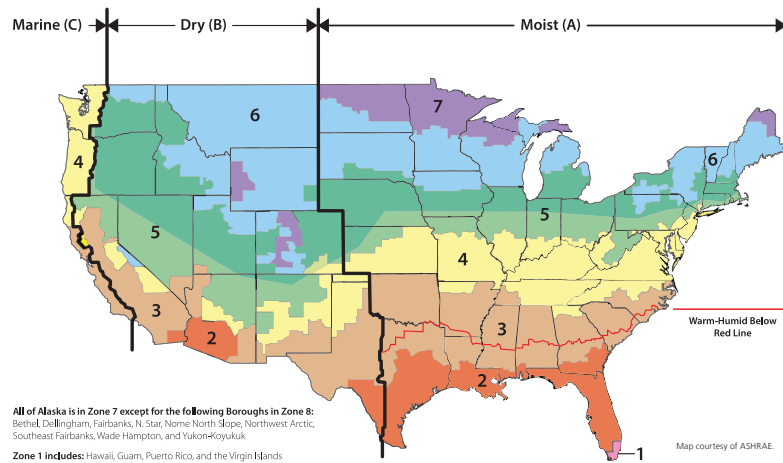 Marine (C) Dry (B) Moist (A)
7
6
4
6
5
5
4
3
3
Warm-Humid Below
Red Line
2
2
All of Alaska is in Zone 7 except for the following Boroughs in Zone 8:
Bethel, Dellingham, Fairbanks, N. Star, Nome North Slope, Northwest Arctic,
Southeast Fairbanks, Wade Hampton, and Yukon-Koyukuk
Zone 1 includes: Hawaii, Guam, Puerto Rico, and the Virgin Islands
Map courtesy of ASHRAE.
1